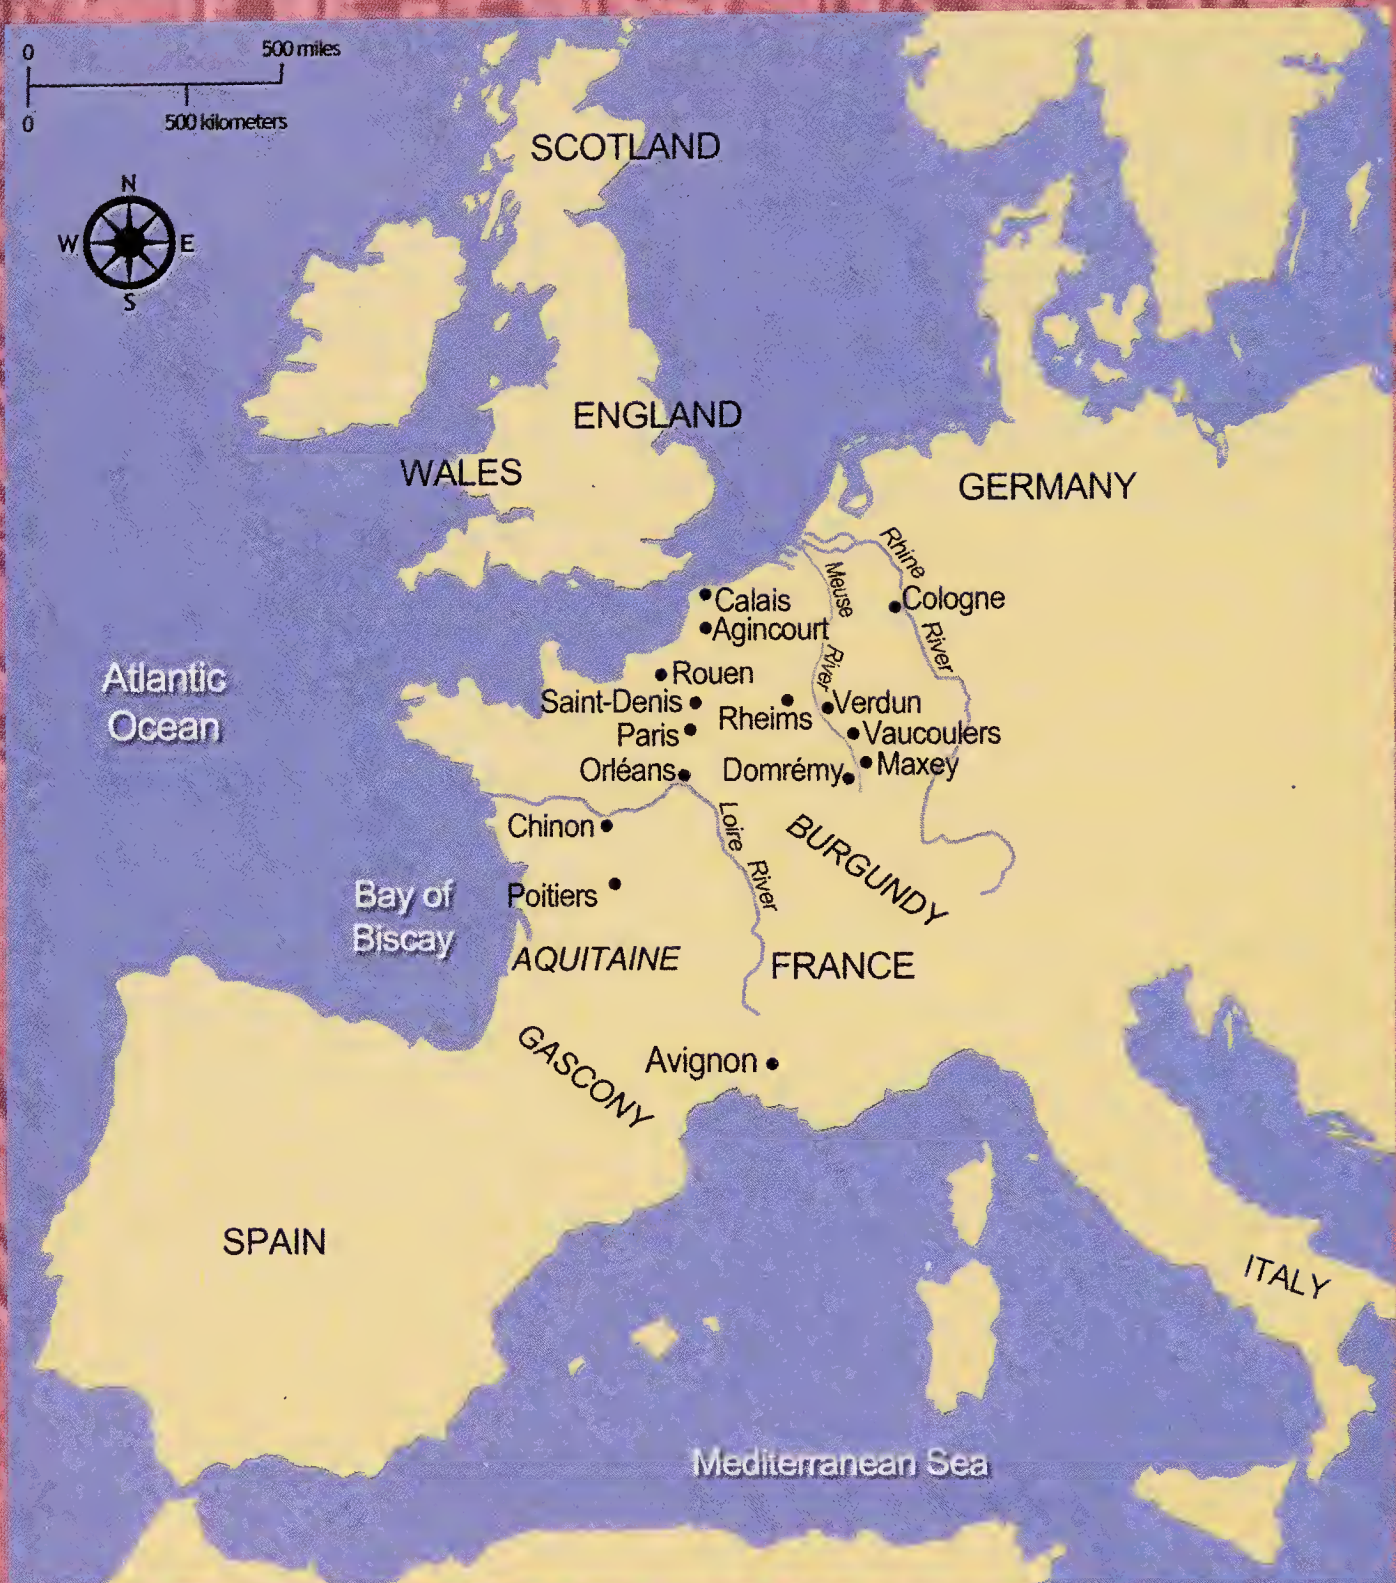 0 500 miles
0 500 kilometers
N
W E
S
SCOTLAND
ENGLAND
WALES
GERMANY
Rhine
River
Meuse
River
Cologne
Calais
Agincourt
Rouen
Saint-Denis
Paris
Rheims
Verdun
Vaucoulers
Orléans
Domrémy
Maxey
Atlantic
Ocean
Chinon
Loire
River
BURGUNDY
Poitiers
Bay of
Biscay
AQUITAINE
FRANCE
GASCONY
Avignon
SPAIN
ITALY
Mediterranean Sea